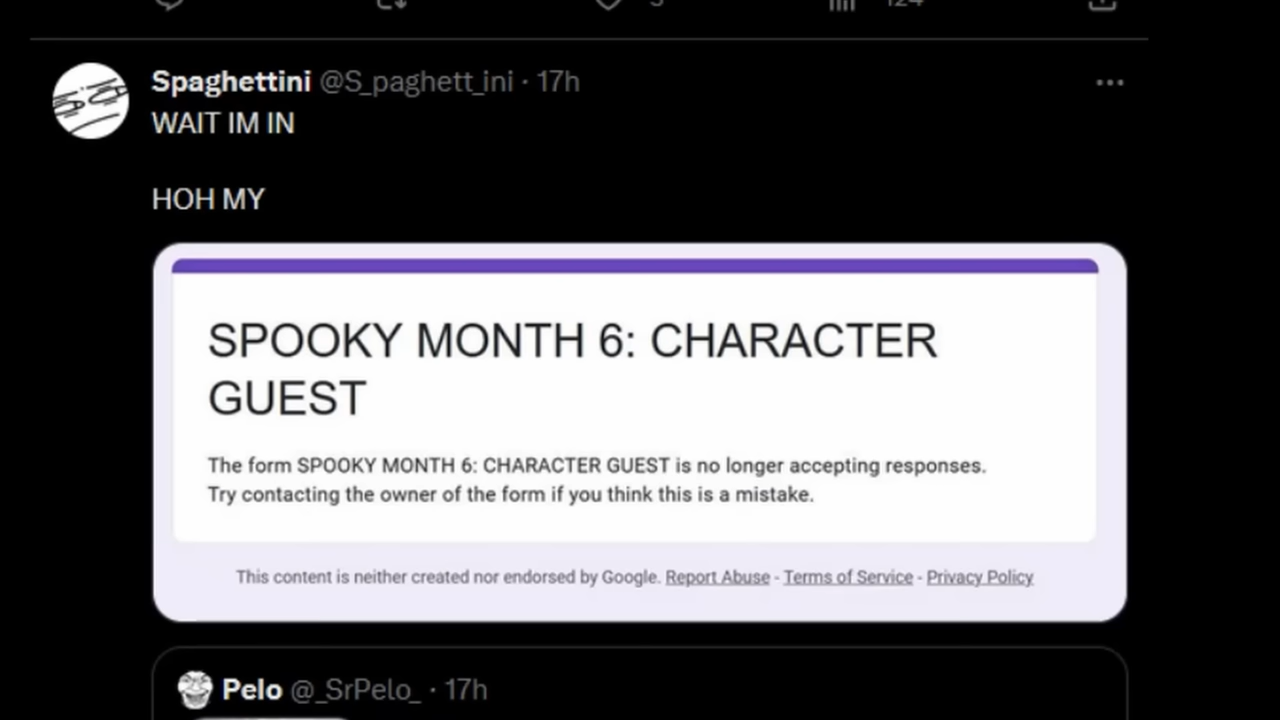 Spaghettini @S_paghett_ini · 17h
WAIT IM IN
HOH MY
SPOOKY MONTH 6: CHARACTER
GUEST
The form SPOOKY MONTH 6: CHARACTER GUEST is no longer accepting responses.
Try contacting the owner of the form if you think this is a mistake.
This content is neither created nor endorsed by Google. Report Abuse - Terms of Service - Privacy Policy
Pelo @_SrPelo_ · 17h